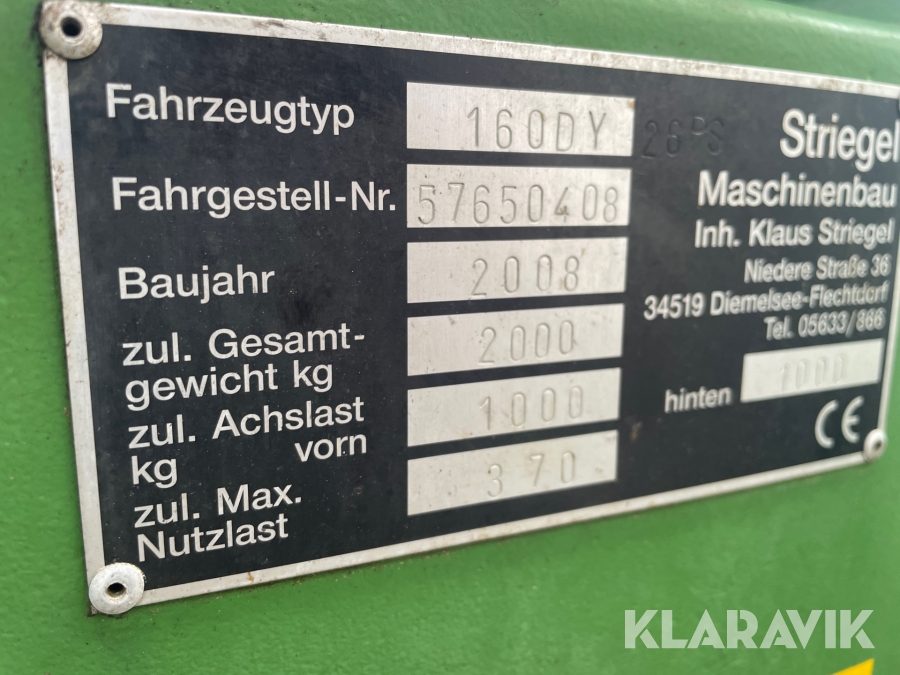 Fahrzeugtyp 160DY 26PS
Fahrgestell-Nr. 57650408
Baujahr 2008
zul. Gesamt-
gewicht kg 2000
zul. Achslast
kg vorn 1000
hinten 1000
zul. Max.
Nutzlast 370
Striegel
Maschinenbau
Inh. Klaus Striegel
Niedere Straße 36
34519 Diemelsee-Flechtdorf
Tel. 05633/866
CE
KLARAVIK